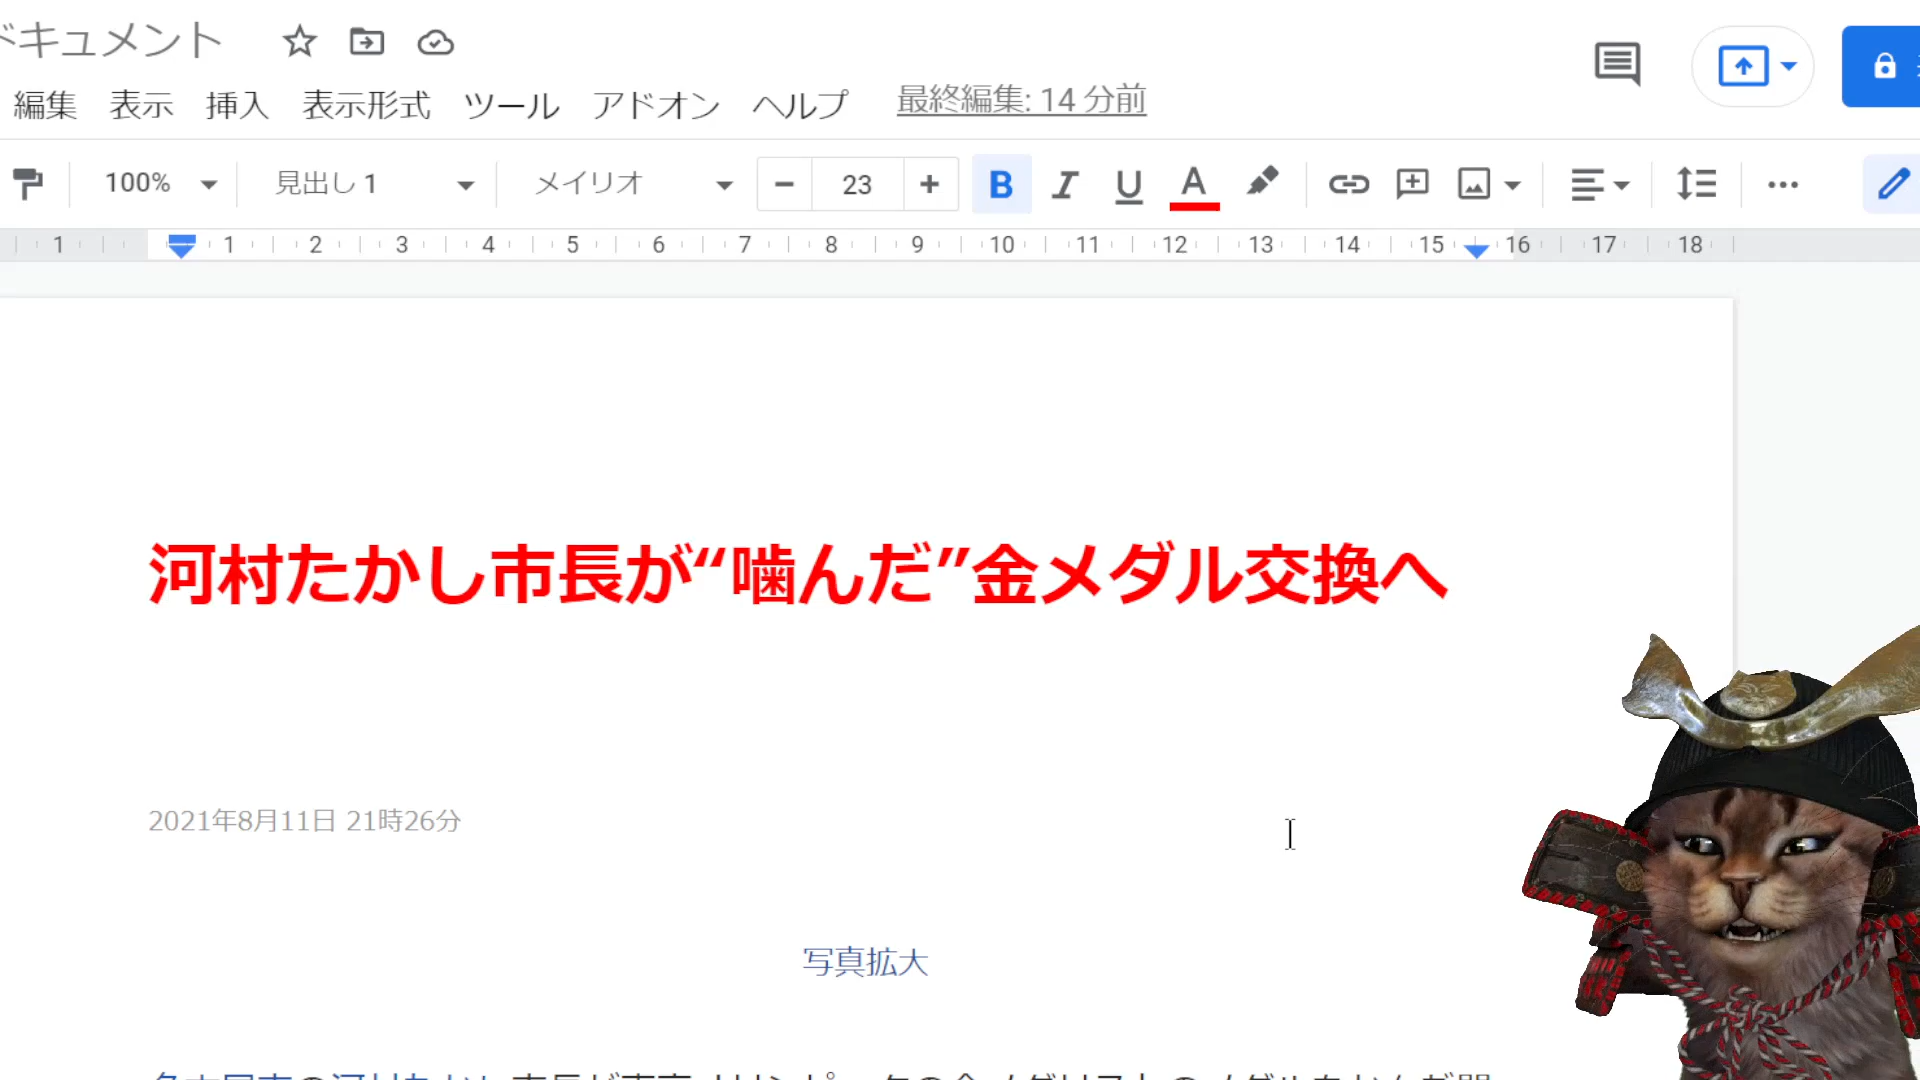 ドキュメント
編集 表示 挿入 表示形式 ツール アドオン ヘルプ 最終編集: 14 分前
100% 見出し 1 メイリオ 23 B I U A
1 1 2 3 4 5 6 7 8 9 10 11 12 13 14 15 16 17 18
河村たかし市長が“噛んだ”金メダル交換へ
2021年8月11日 21時26分
写真拡大